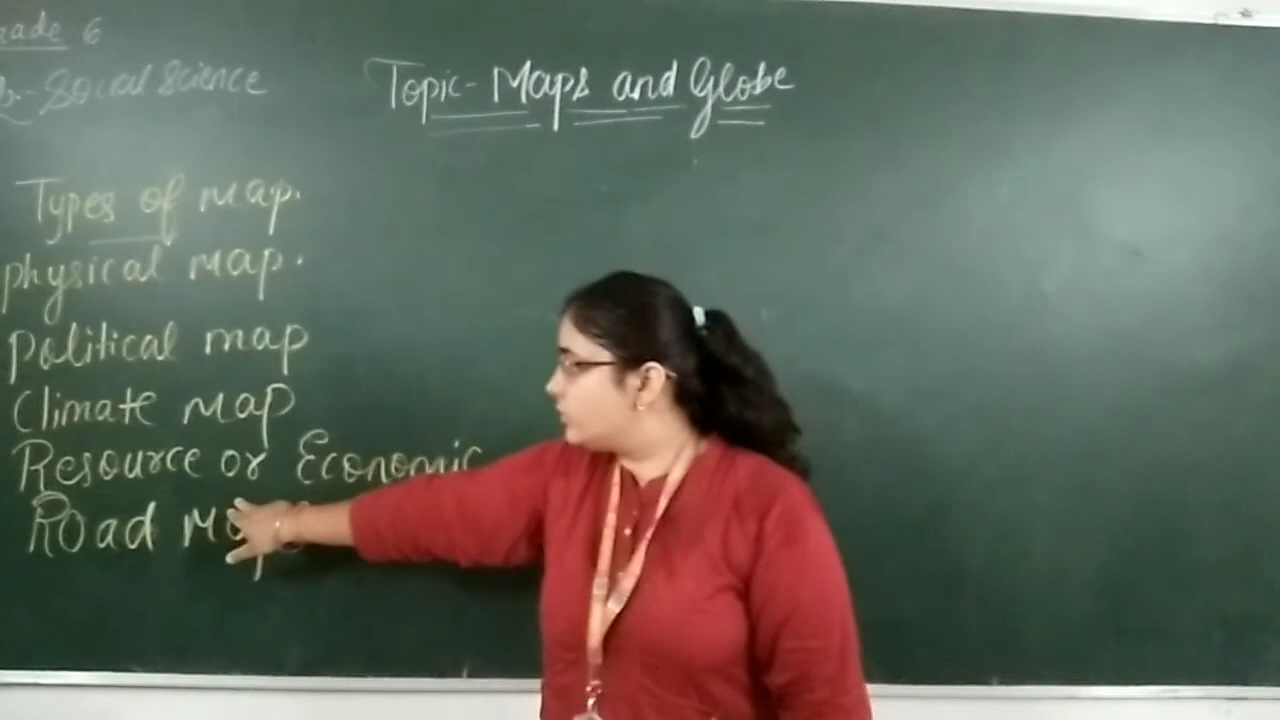 rade 6
Social Science
Topic- Maps and Globe
Types of map.
physical map.
political map
Climate map
Resource or Economic
Road